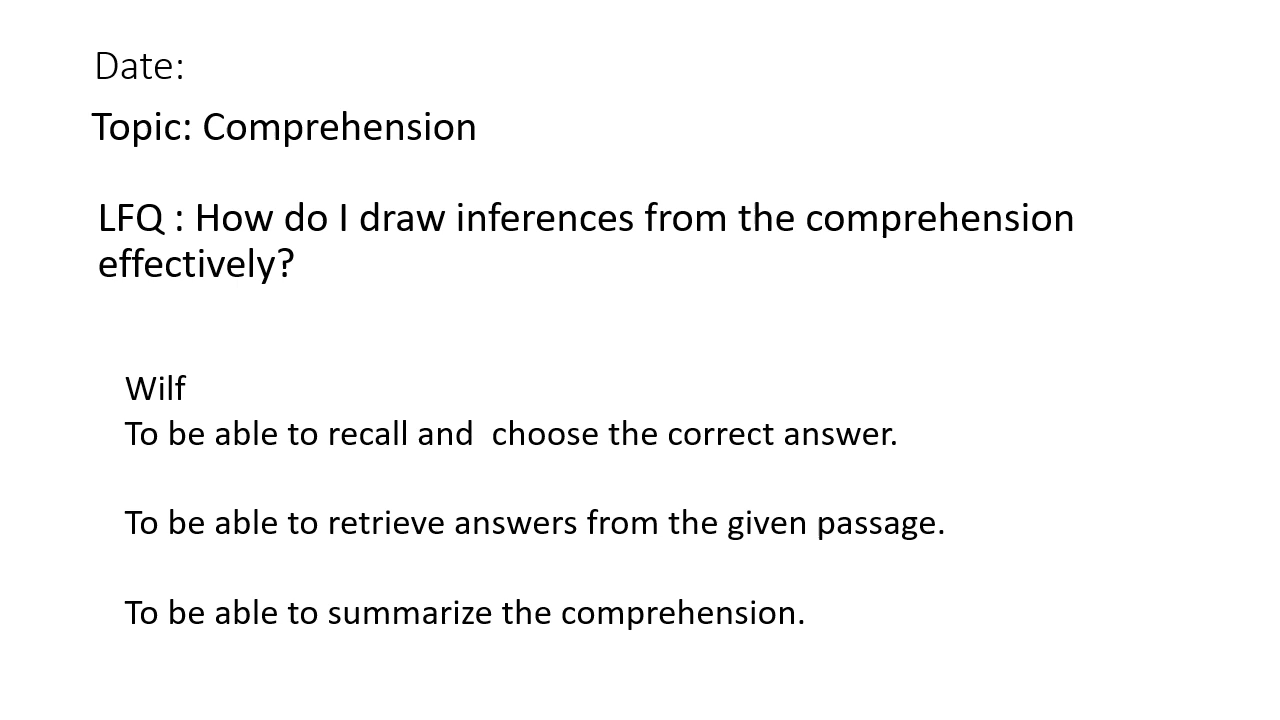 Date:
Topic: Comprehension
LFQ : How do I draw inferences from the comprehension
effectively?
Wilf
To be able to recall and  choose the correct answer.
To be able to retrieve answers from the given passage.
To be able to summarize the comprehension.